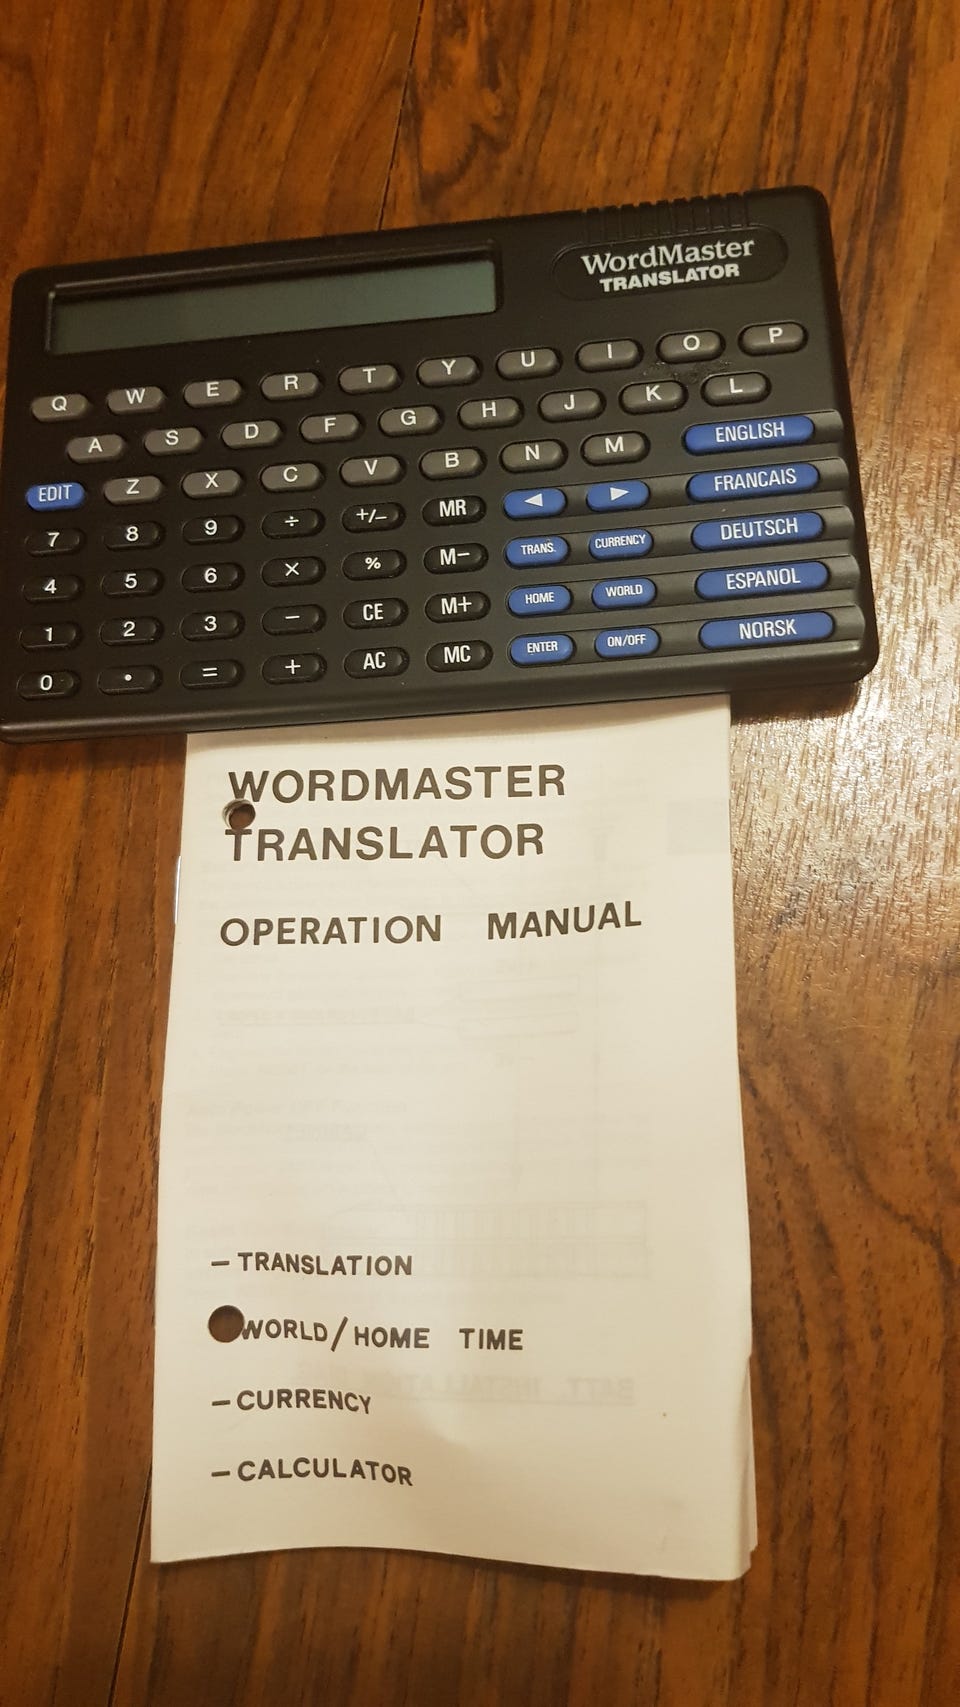 WordMaster
TRANSLATOR
Q W E R T Y U I O P
A S D F G H J K L
EDIT Z X C V B N M ENGLISH
7 8 9 ÷ +/− MR ◄ ► FRANCAIS
4 5 6 × % M− TRANS. CURRENCY DEUTSCH
1 2 3 − CE M+ HOME WORLD ESPANOL
0 • = + AC MC ENTER ON/OFF NORSK
WORDMASTER
TRANSLATOR
OPERATION MANUAL
– TRANSLATION
WORLD/HOME TIME
– CURRENCY
– CALCULATOR